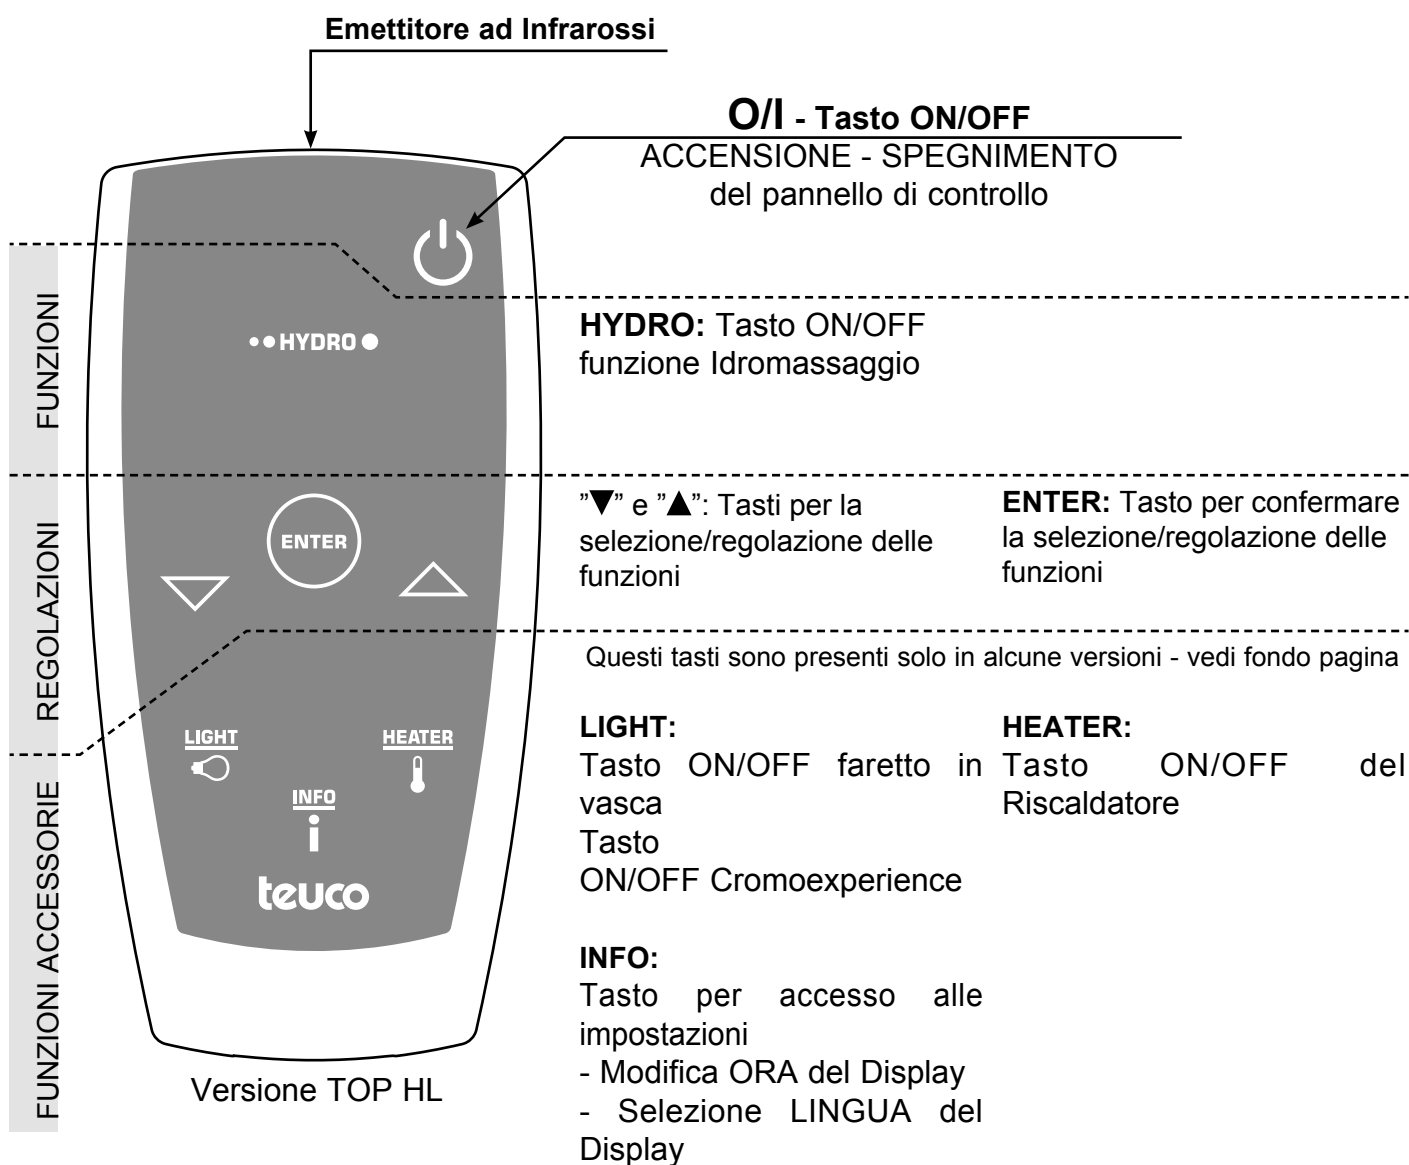 Emettitore ad Infrarossi
O/I - Tasto ON/OFF
ACCENSIONE - SPEGNIMENTO
del pannello di controllo
FUNZIONI
HYDRO
HYDRO: Tasto ON/OFF
funzione Idromassaggio
REGOLAZIONI
ENTER
”▼” e ”▲”: Tasti per la
selezione/regolazione delle
funzioni
ENTER: Tasto per confermare
la selezione/regolazione delle
funzioni
Questi tasti sono presenti solo in alcune versioni - vedi fondo pagina
FUNZIONI ACCESSORIE
LIGHT
HEATER
INFO
i
teuco
Versione TOP HL
LIGHT:
Tasto ON/OFF faretto in
vasca
Tasto
ON/OFF Cromoexperience
HEATER:
Tasto ON/OFF del
Riscaldatore
INFO:
Tasto per accesso alle
impostazioni
- Modifica ORA del Display
- Selezione LINGUA del
Display